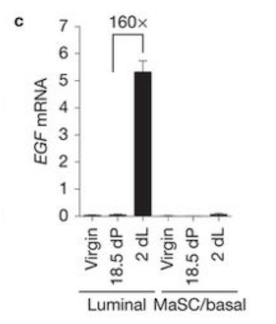 c
160×
7
6
5
4
3
2
1
0
EGF mRNA
Virgin
18.5 dP
2 dL
Virgin
18.5 dP
2 dL
Luminal MaSC/basal